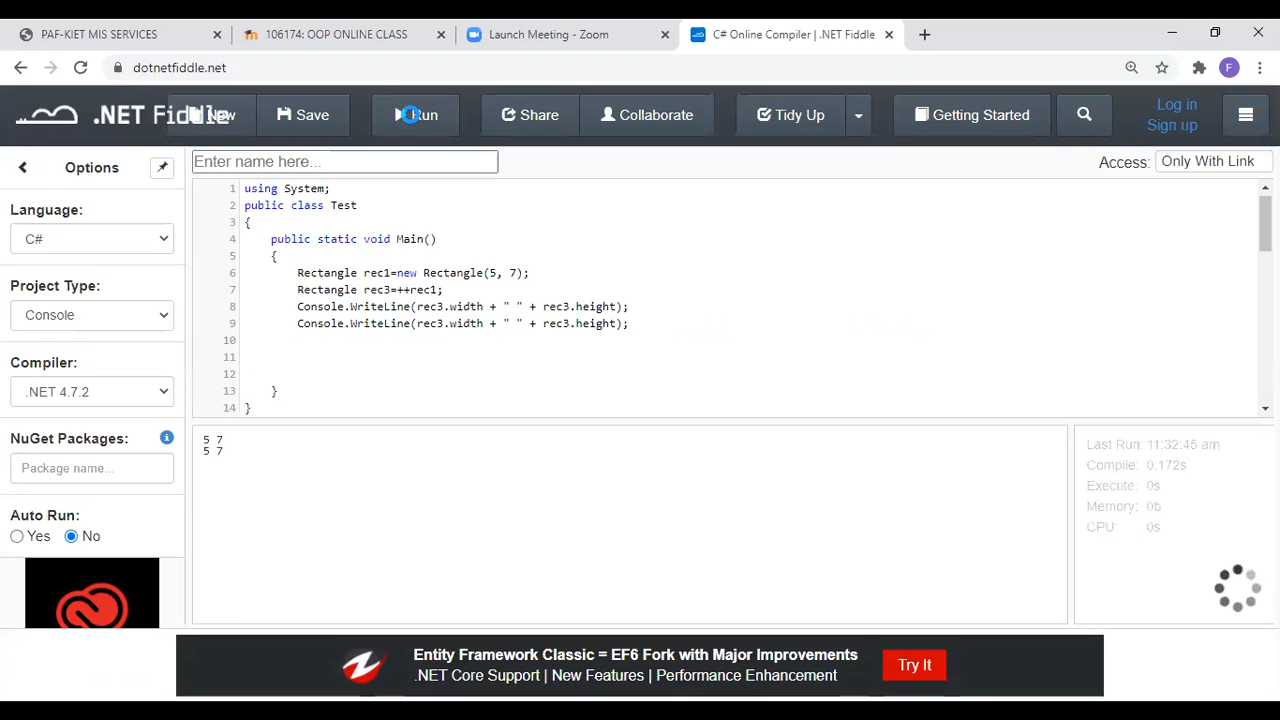 PAF-KIET MIS SERVICES
106174: OOP ONLINE CLASS
Launch Meeting - Zoom
C# Online Compiler | .NET Fiddle
dotnetfiddle.net
F
.NET Fiddle
New
Save
Run
Share
Collaborate
Tidy Up
Getting Started
Log in
Sign up
Options
Enter name here...
Access:
Only With Link
Language:
C#
Project Type:
Console
Compiler:
.NET 4.7.2
NuGet Packages:
Package name...
Auto Run:
Yes
No
1 using System;
2 public class Test
3 {
4 public static void Main()
5 {
6 Rectangle rec1=new Rectangle(5, 7);
7 Rectangle rec3=++rec1;
8 Console.WriteLine(rec3.width + " " + rec3.height);
9 Console.WriteLine(rec3.width + " " + rec3.height);
10
11
12
13 }
14 }
5 7
5 7
Last Run: 11:32:45 am
Compile: 0.172s
Execute: 0s
Memory: 0b
CPU: 0s
Entity Framework Classic = EF6 Fork with Major Improvements
.NET Core Support | New Features | Performance Enhancement
Try It